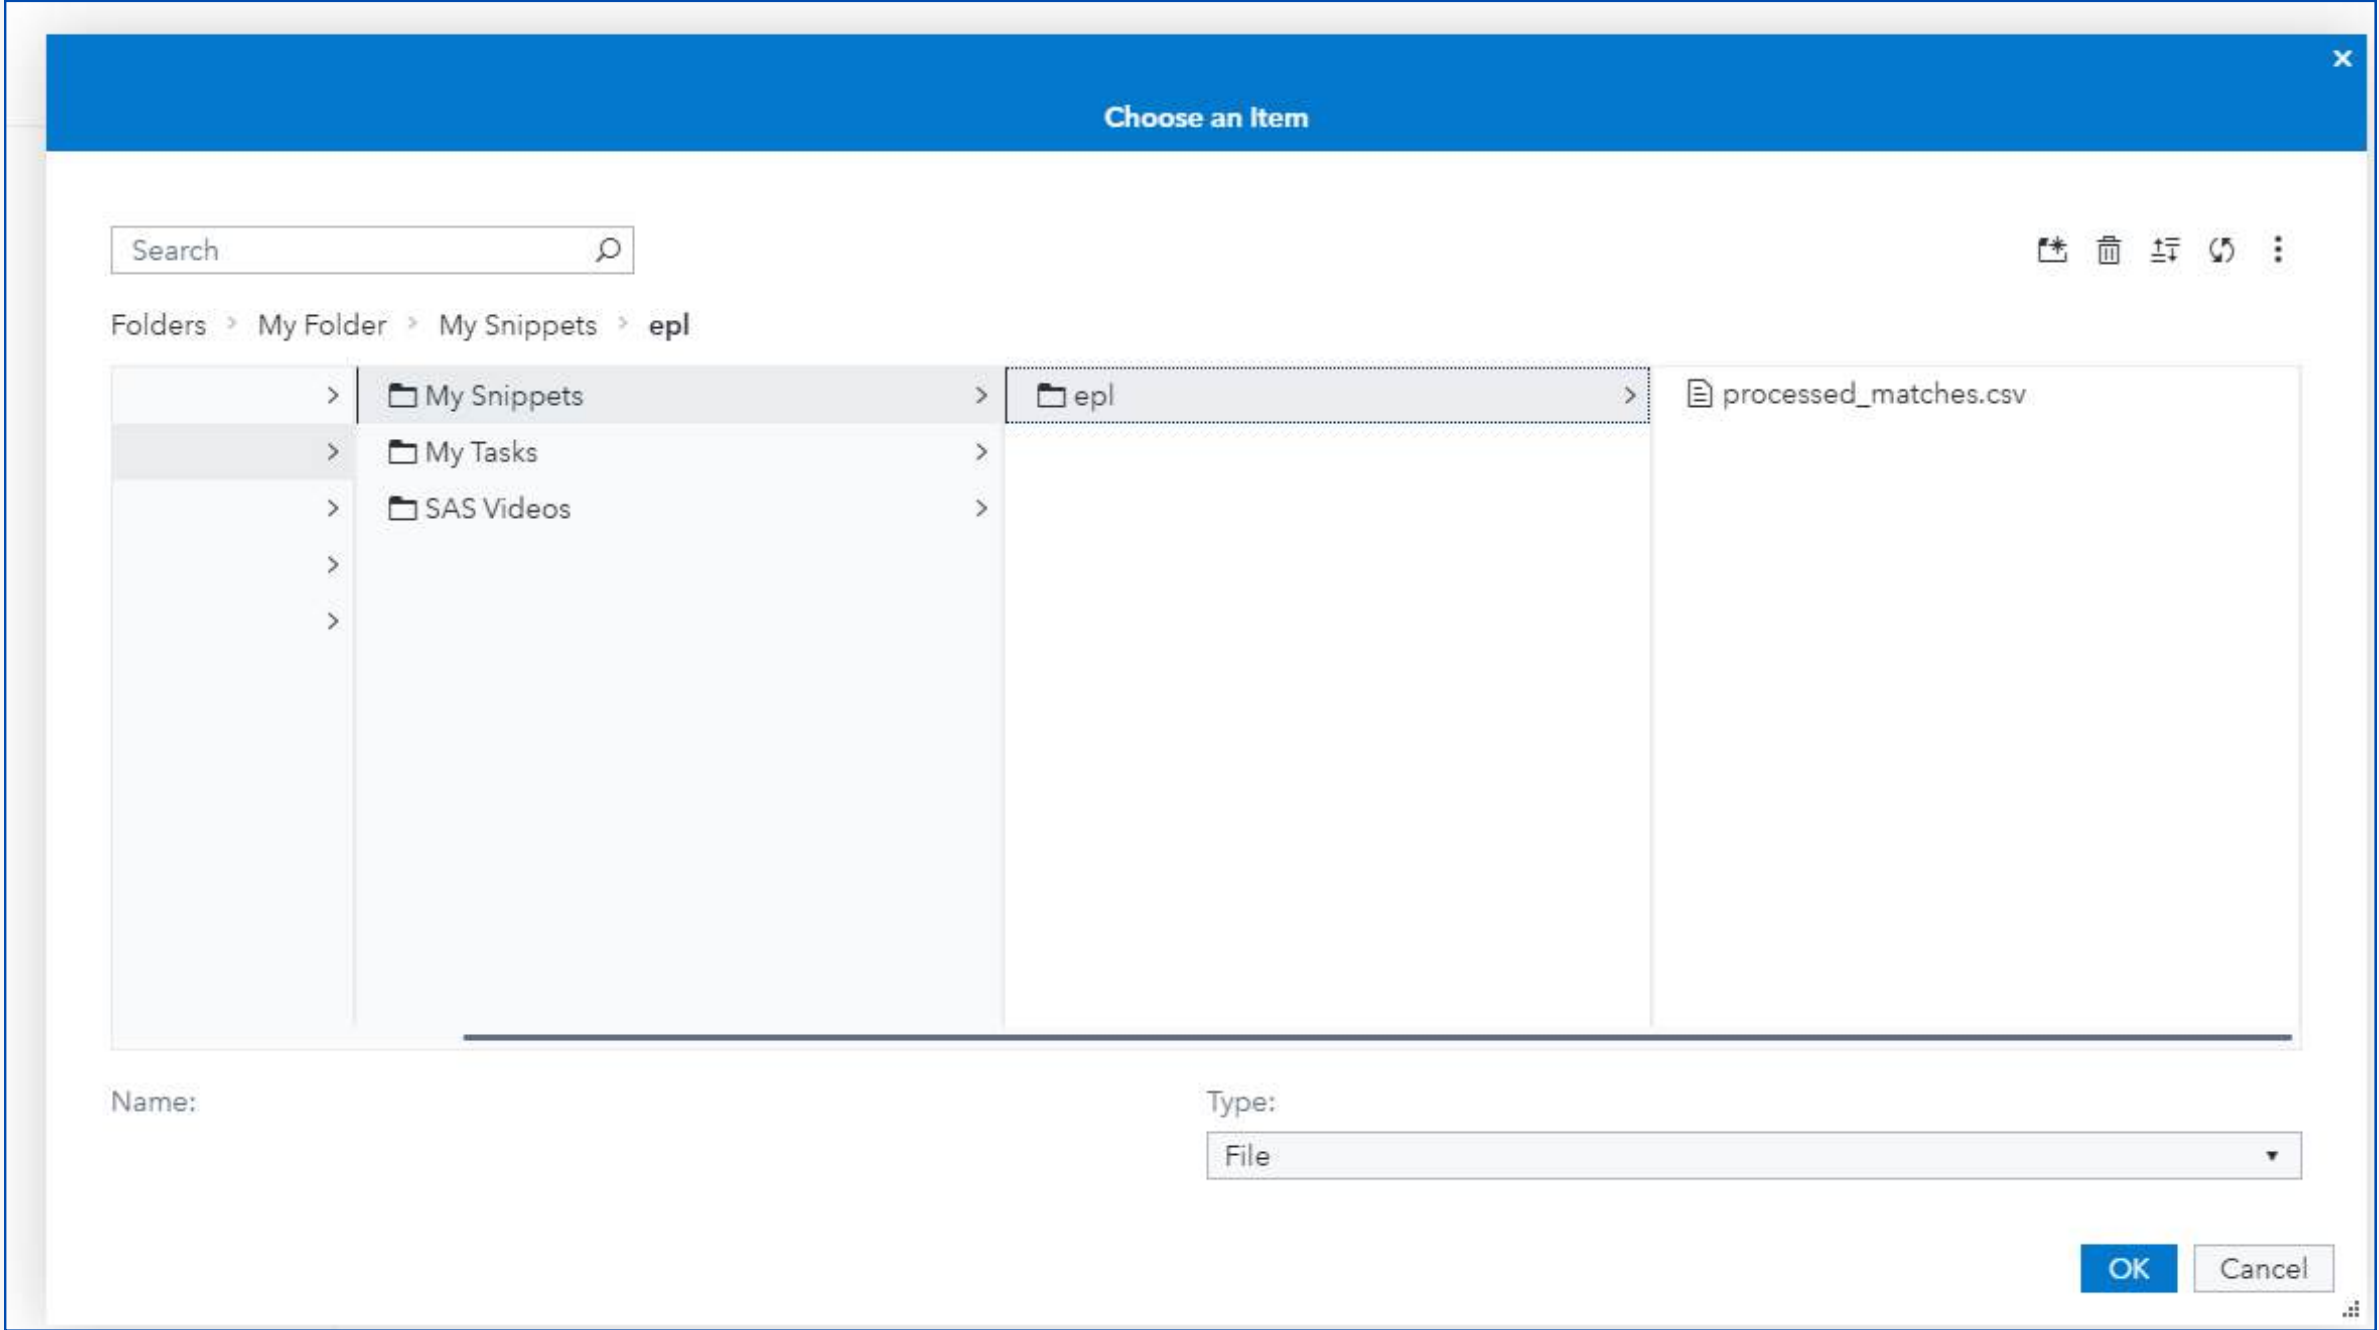 Choose an Item
Search
Folders > My Folder > My Snippets > epl
My Snippets
epl
processed_matches.csv
My Tasks
SAS Videos
Name:
Type:
File
OK
Cancel